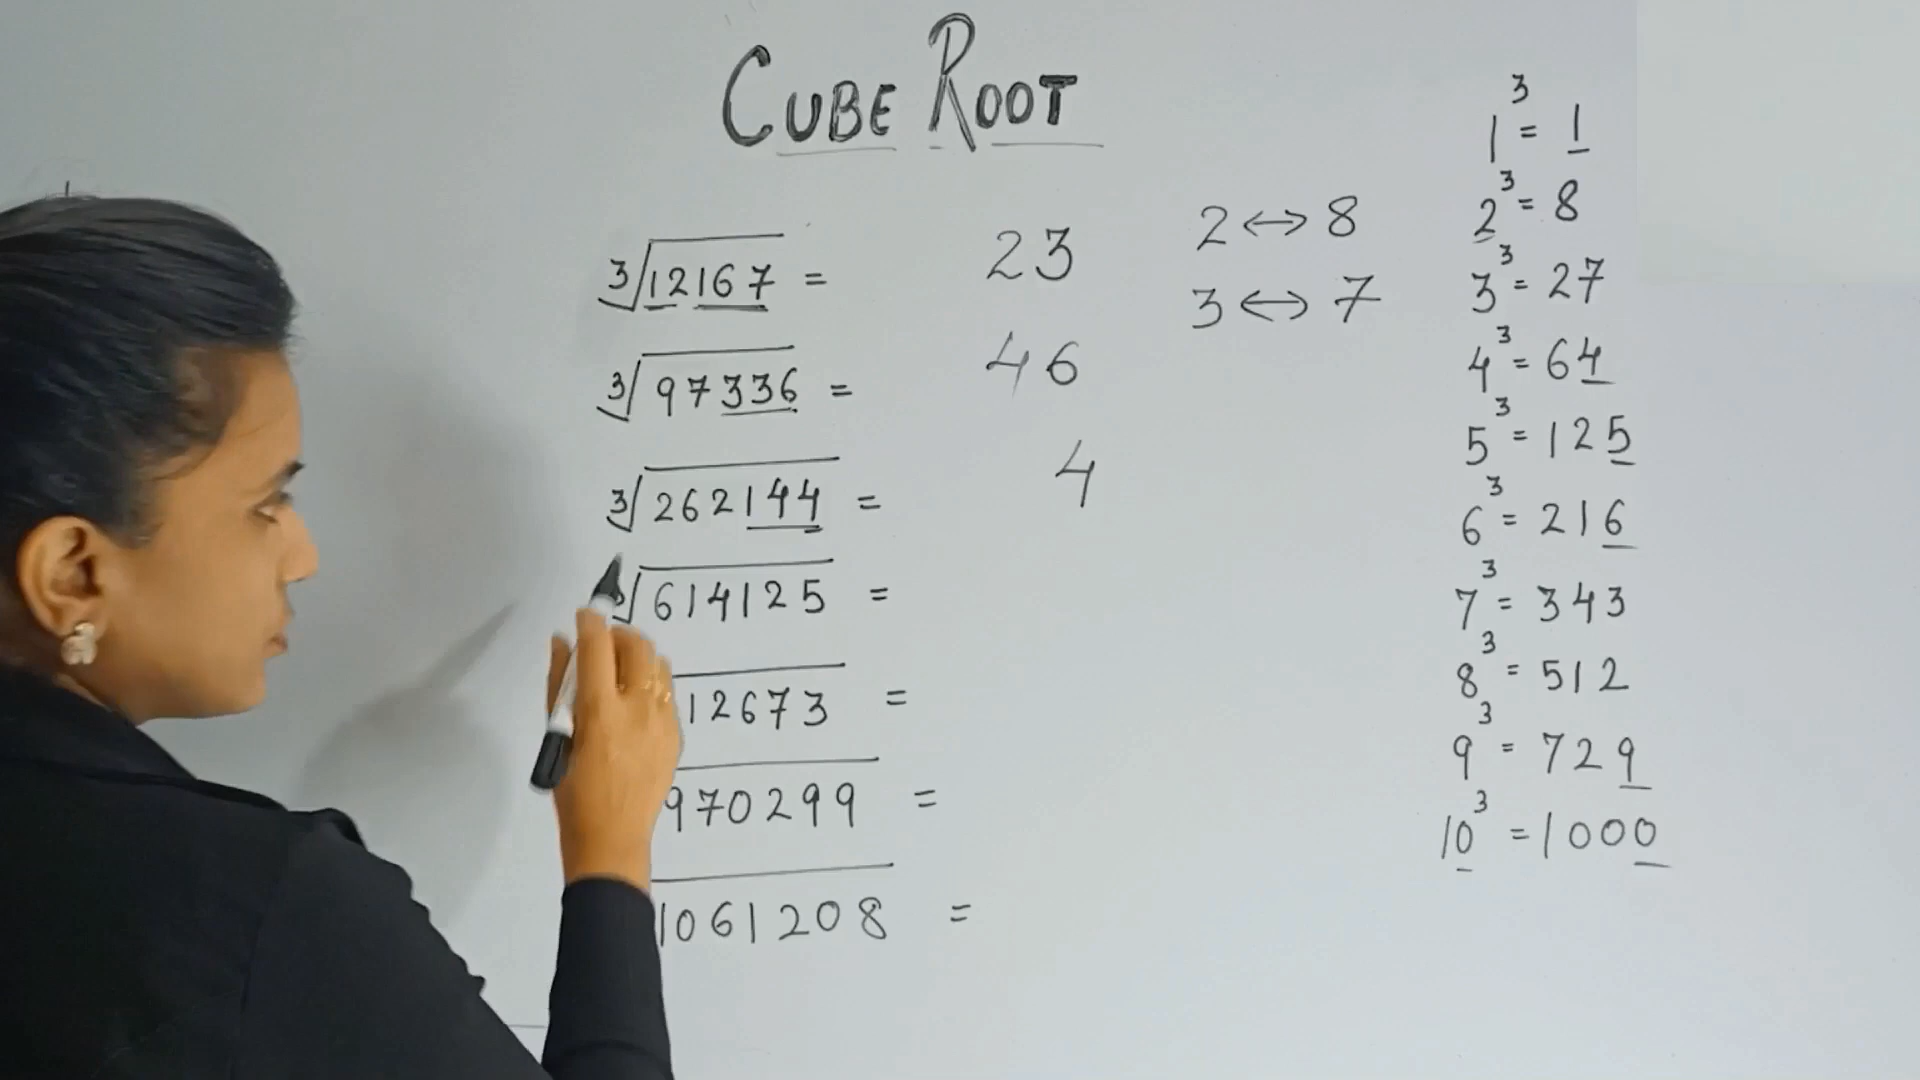 CUBE ROOT
∛12167 = 23
∛97336 = 46
∛262144 = 4
∛614125 =
12673 =
970299 =
1061208 =
2 ↔ 8
3 ↔ 7
1³ = 1
2³ = 8
3³ = 27
4³ = 64
5³ = 125
6³ = 216
7³ = 343
8³ = 512
9³ = 729
10³ = 1000